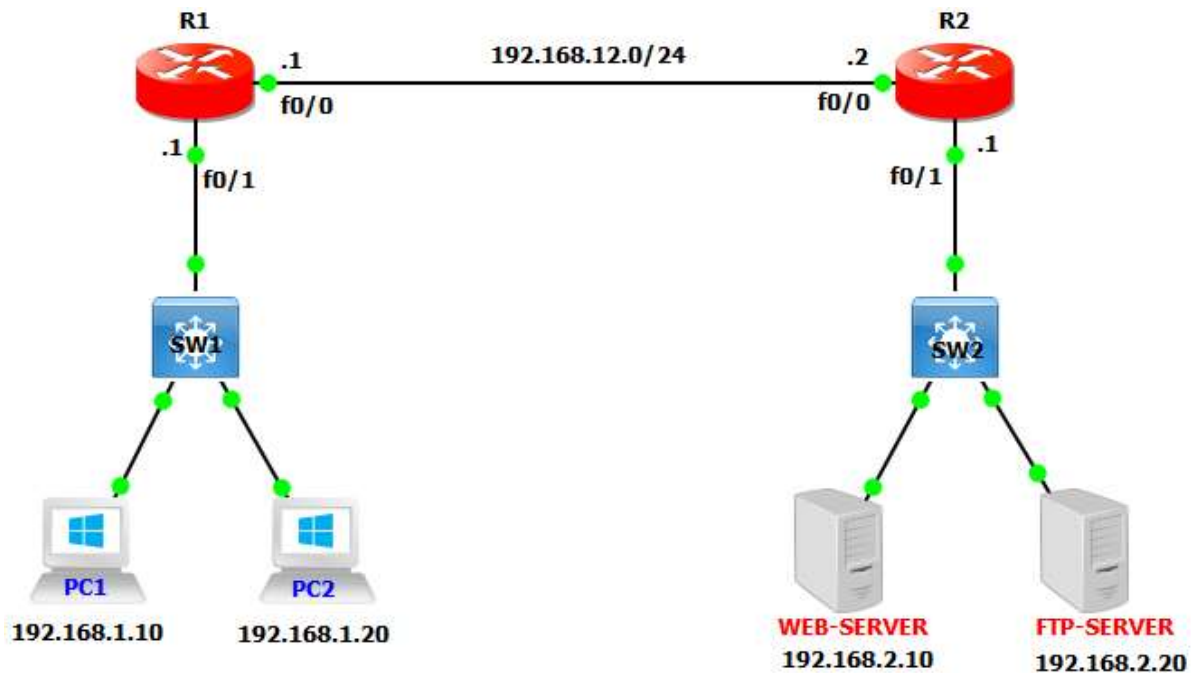 R1
R2
.1
192.168.12.0/24
.2
f0/0
f0/0
.1
.1
f0/1
f0/1
SW1
SW2
PC1
PC2
192.168.1.10
192.168.1.20
WEB-SERVER
FTP-SERVER
192.168.2.10
192.168.2.20